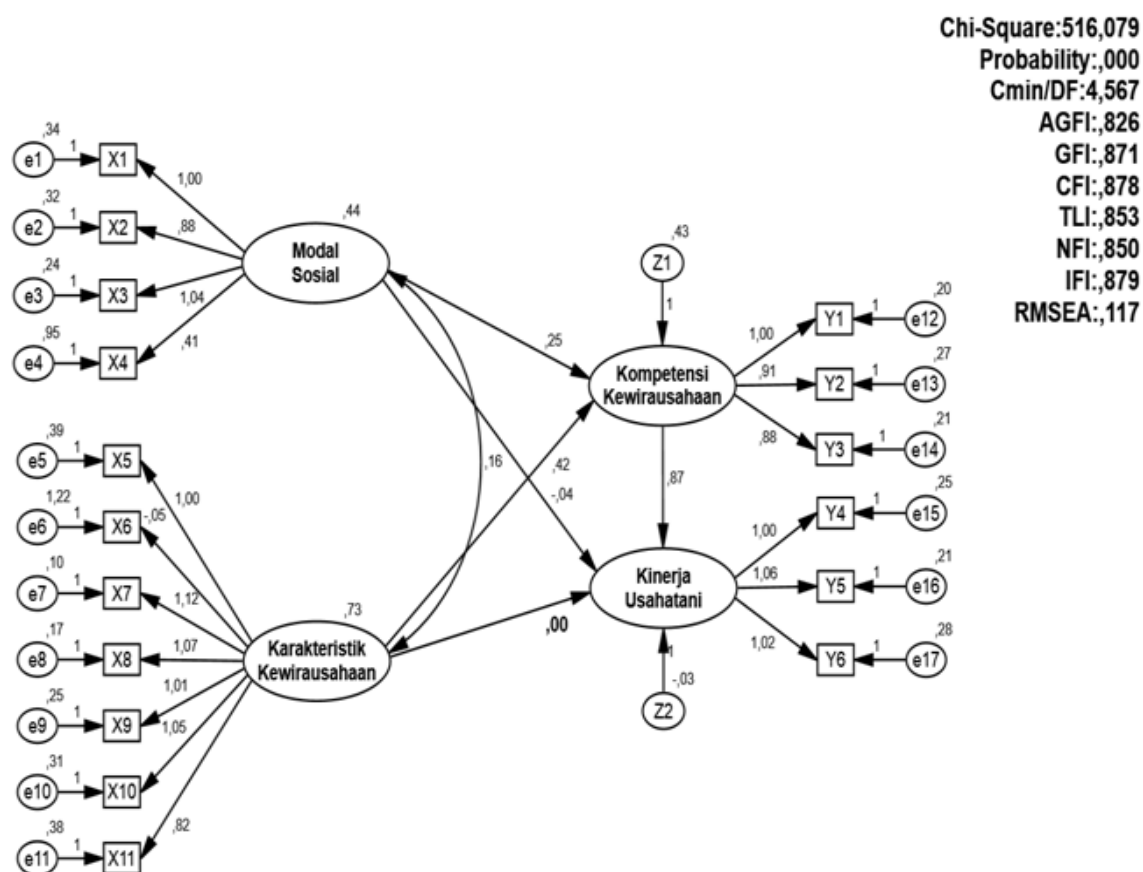 Chi-Square:516,079
Probability:,000
Cmin/DF:4,567
AGFI:,826
GFI:,871
CFI:,878
TLI:,853
NFI:,850
IFI:,879
RMSEA:,117
,34
e1 1 X1
1,00
,32
e2 1 X2
,88
,24
e3 1 X3
1,04
,95
e4 1 X4
,41
,44
Modal
Sosial
,39
e5 1 X5
1,00
1,22
e6 1 X6
-,05
,10
e7 1 X7
1,12
,17
e8 1 X8
1,07
,25
e9 1 X9
1,01
,31
e10 1 X10
1,05
,38
e11 1 X11
,82
,73
Karakteristik
Kewirausahaan
,25
,16
,42
-,04
,00
,43
Z1
1
Kompetensi
Kewirausahaan
,87
Kinerja
Usahatani
1
-,03
Z2
,20
1,00 Y1 1 e12
,27
,91 Y2 1 e13
,21
,88 Y3 1 e14
,25
1,00 Y4 1 e15
,21
1,06 Y5 1 e16
,28
1,02 Y6 1 e17